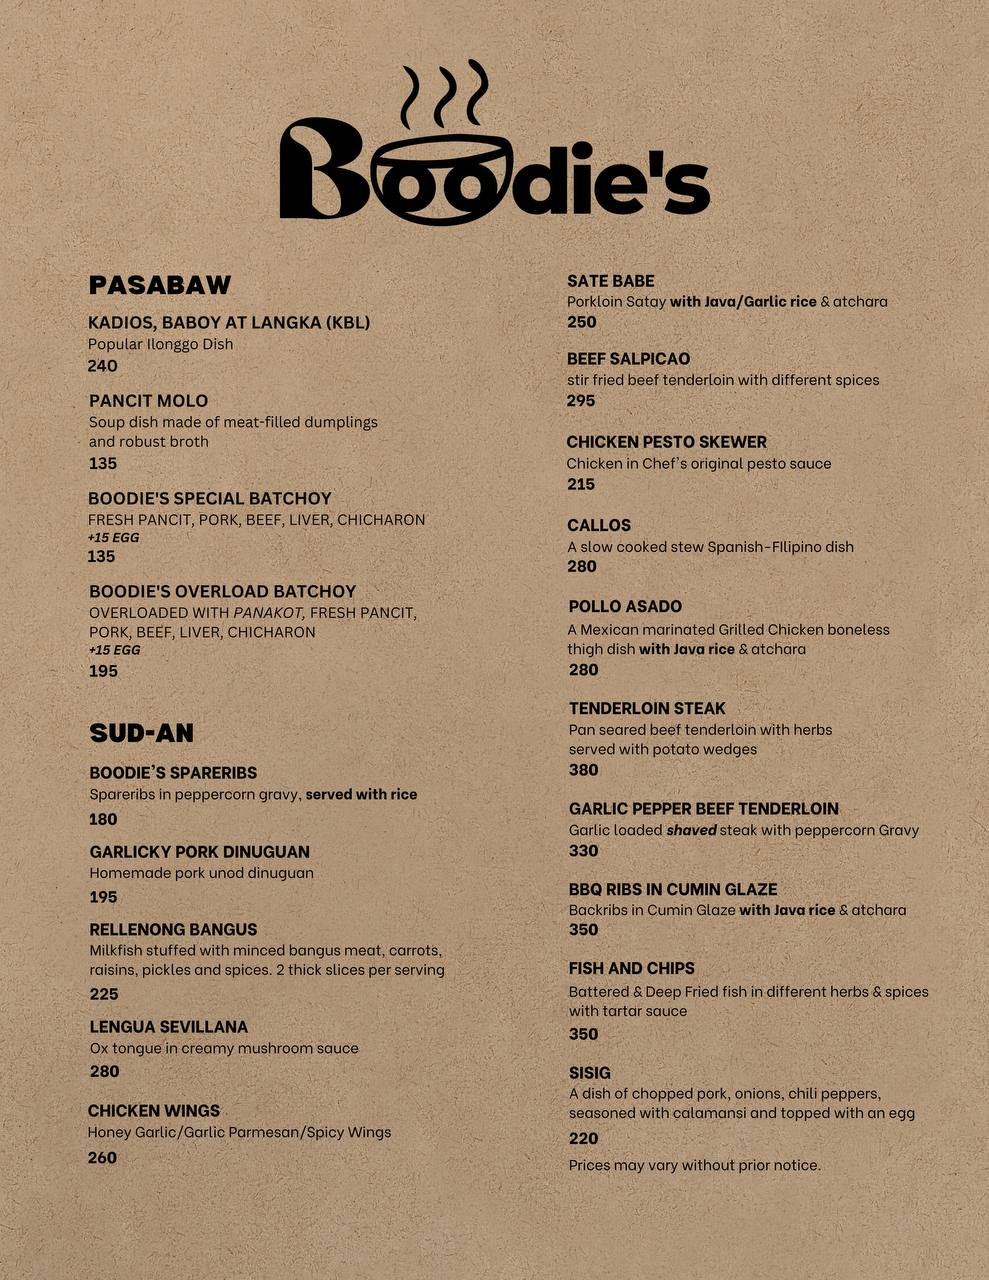 Boodie's
PASABAW
KADIOS, BABOY AT LANGKA (KBL)
Popular Ilonggo Dish
240
PANCIT MOLO
Soup dish made of meat-filled dumplings
and robust broth
135
BOODIE'S SPECIAL BATCHOY
FRESH PANCIT, PORK, BEEF, LIVER, CHICHARON
+15 EGG
135
BOODIE'S OVERLOAD BATCHOY
OVERLOADED WITH PANAKOT, FRESH PANCIT,
PORK, BEEF, LIVER, CHICHARON
+15 EGG
195
SUD-AN
BOODIE'S SPARERIBS
Spareribs in peppercorn gravy, served with rice
180
GARLICKY PORK DINUGUAN
Homemade pork unod dinuguan
195
RELLENONG BANGUS
Milkfish stuffed with minced bangus meat, carrots,
raisins, pickles and spices. 2 thick slices per serving
225
LENGUA SEVILLANA
Ox tongue in creamy mushroom sauce
280
CHICKEN WINGS
Honey Garlic/Garlic Parmesan/Spicy Wings
260
SATE BABE
Porkloin Satay with Java/Garlic rice & atchara
250
BEEF SALPICAO
stir fried beef tenderloin with different spices
295
CHICKEN PESTO SKEWER
Chicken in Chef's original pesto sauce
215
CALLOS
A slow cooked stew Spanish-FIlipino dish
280
POLLO ASADO
A Mexican marinated Grilled Chicken boneless
thigh dish with Java rice & atchara
280
TENDERLOIN STEAK
Pan seared beef tenderloin with herbs
served with potato wedges
380
GARLIC PEPPER BEEF TENDERLOIN
Garlic loaded shaved steak with peppercorn Gravy
330
BBQ RIBS IN CUMIN GLAZE
Backribs in Cumin Glaze with Java rice & atchara
350
FISH AND CHIPS
Battered & Deep Fried fish in different herbs & spices
with tartar sauce
350
SISIG
A dish of chopped pork, onions, chili peppers,
seasoned with calamansi and topped with an egg
220
Prices may vary without prior notice.